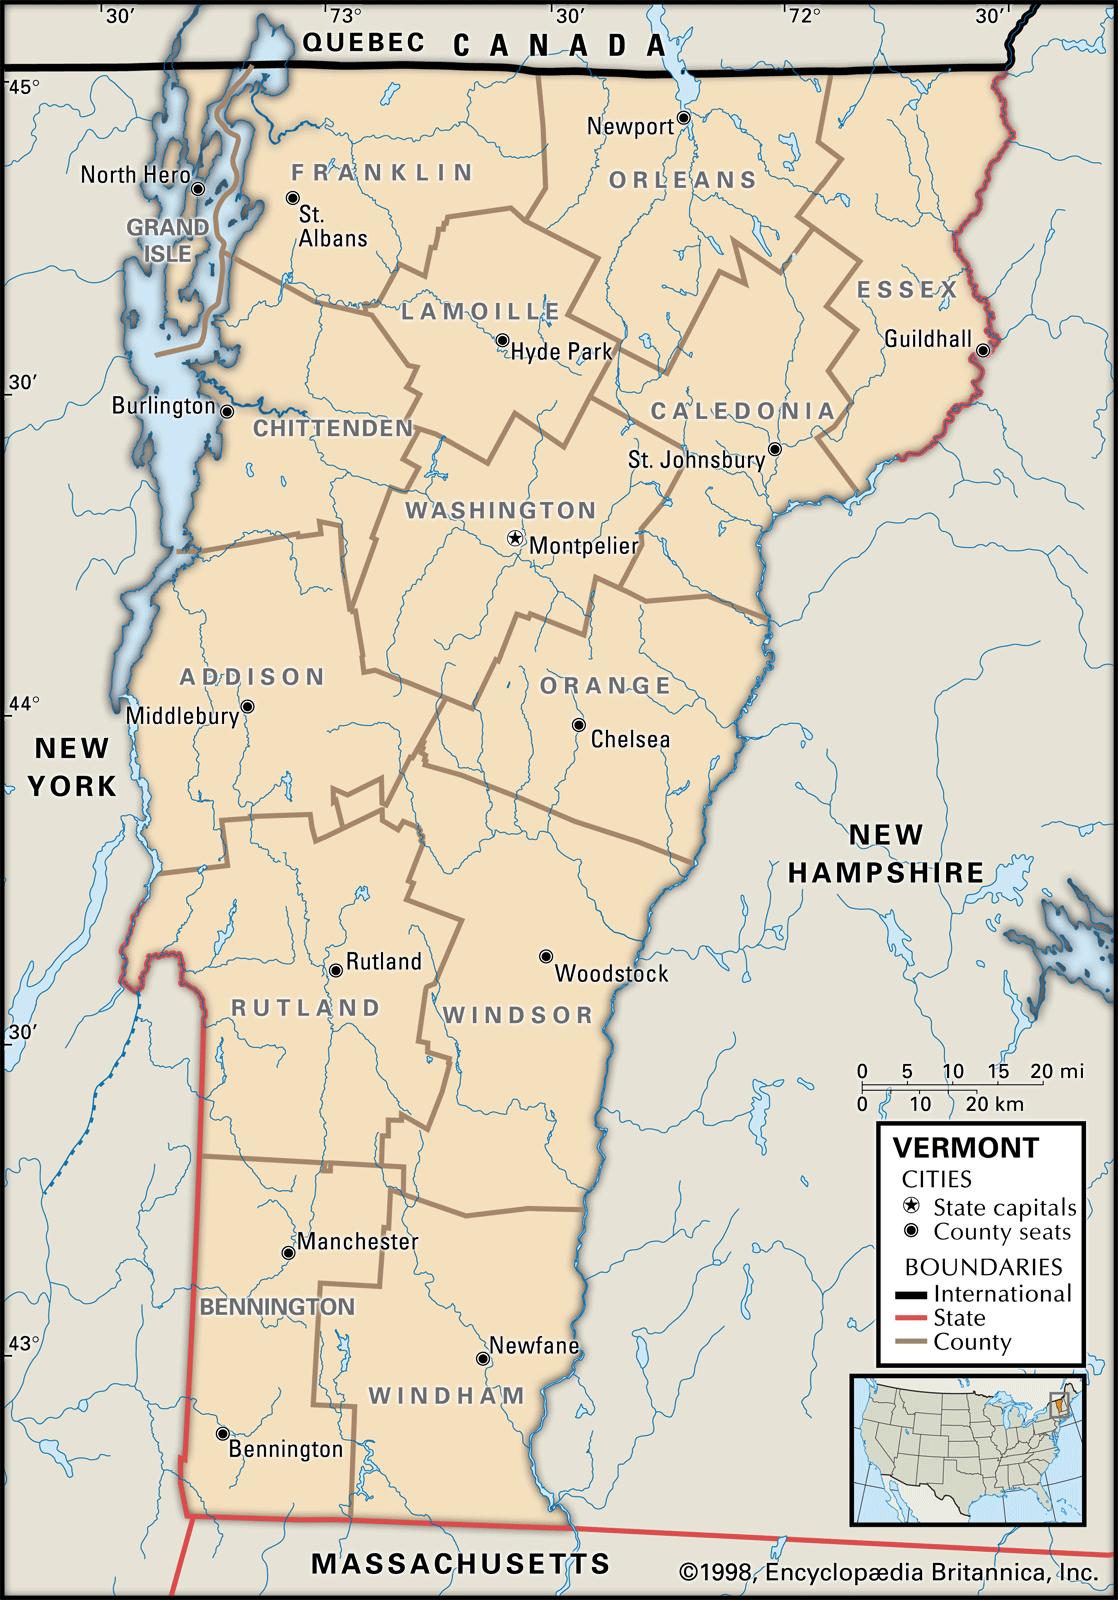 30′
73°
30′
72°
30′
QUEBEC CANADA
45°
Newport
North Hero
FRANKLIN
ORLEANS
St.
Albans
GRAND
ISLE
ESSEX
LAMOILLE
Guildhall
Hyde Park
30′
Burlington
CALEDONIA
CHITTENDEN
St. Johnsbury
WASHINGTON
Montpelier
ADDISON
ORANGE
44°
Middlebury
Chelsea
NEW
YORK
NEW
HAMPSHIRE
Rutland
Woodstock
RUTLAND
WINDSOR
30′
0 5 10 15 20 mi
0 10 20 km
VERMONT
CITIES
State capitals
County seats
BOUNDARIES
International
State
County
Manchester
BENNINGTON
43°
Newfane
WINDHAM
Bennington
MASSACHUSETTS
©1998, Encyclopædia Britannica, Inc.